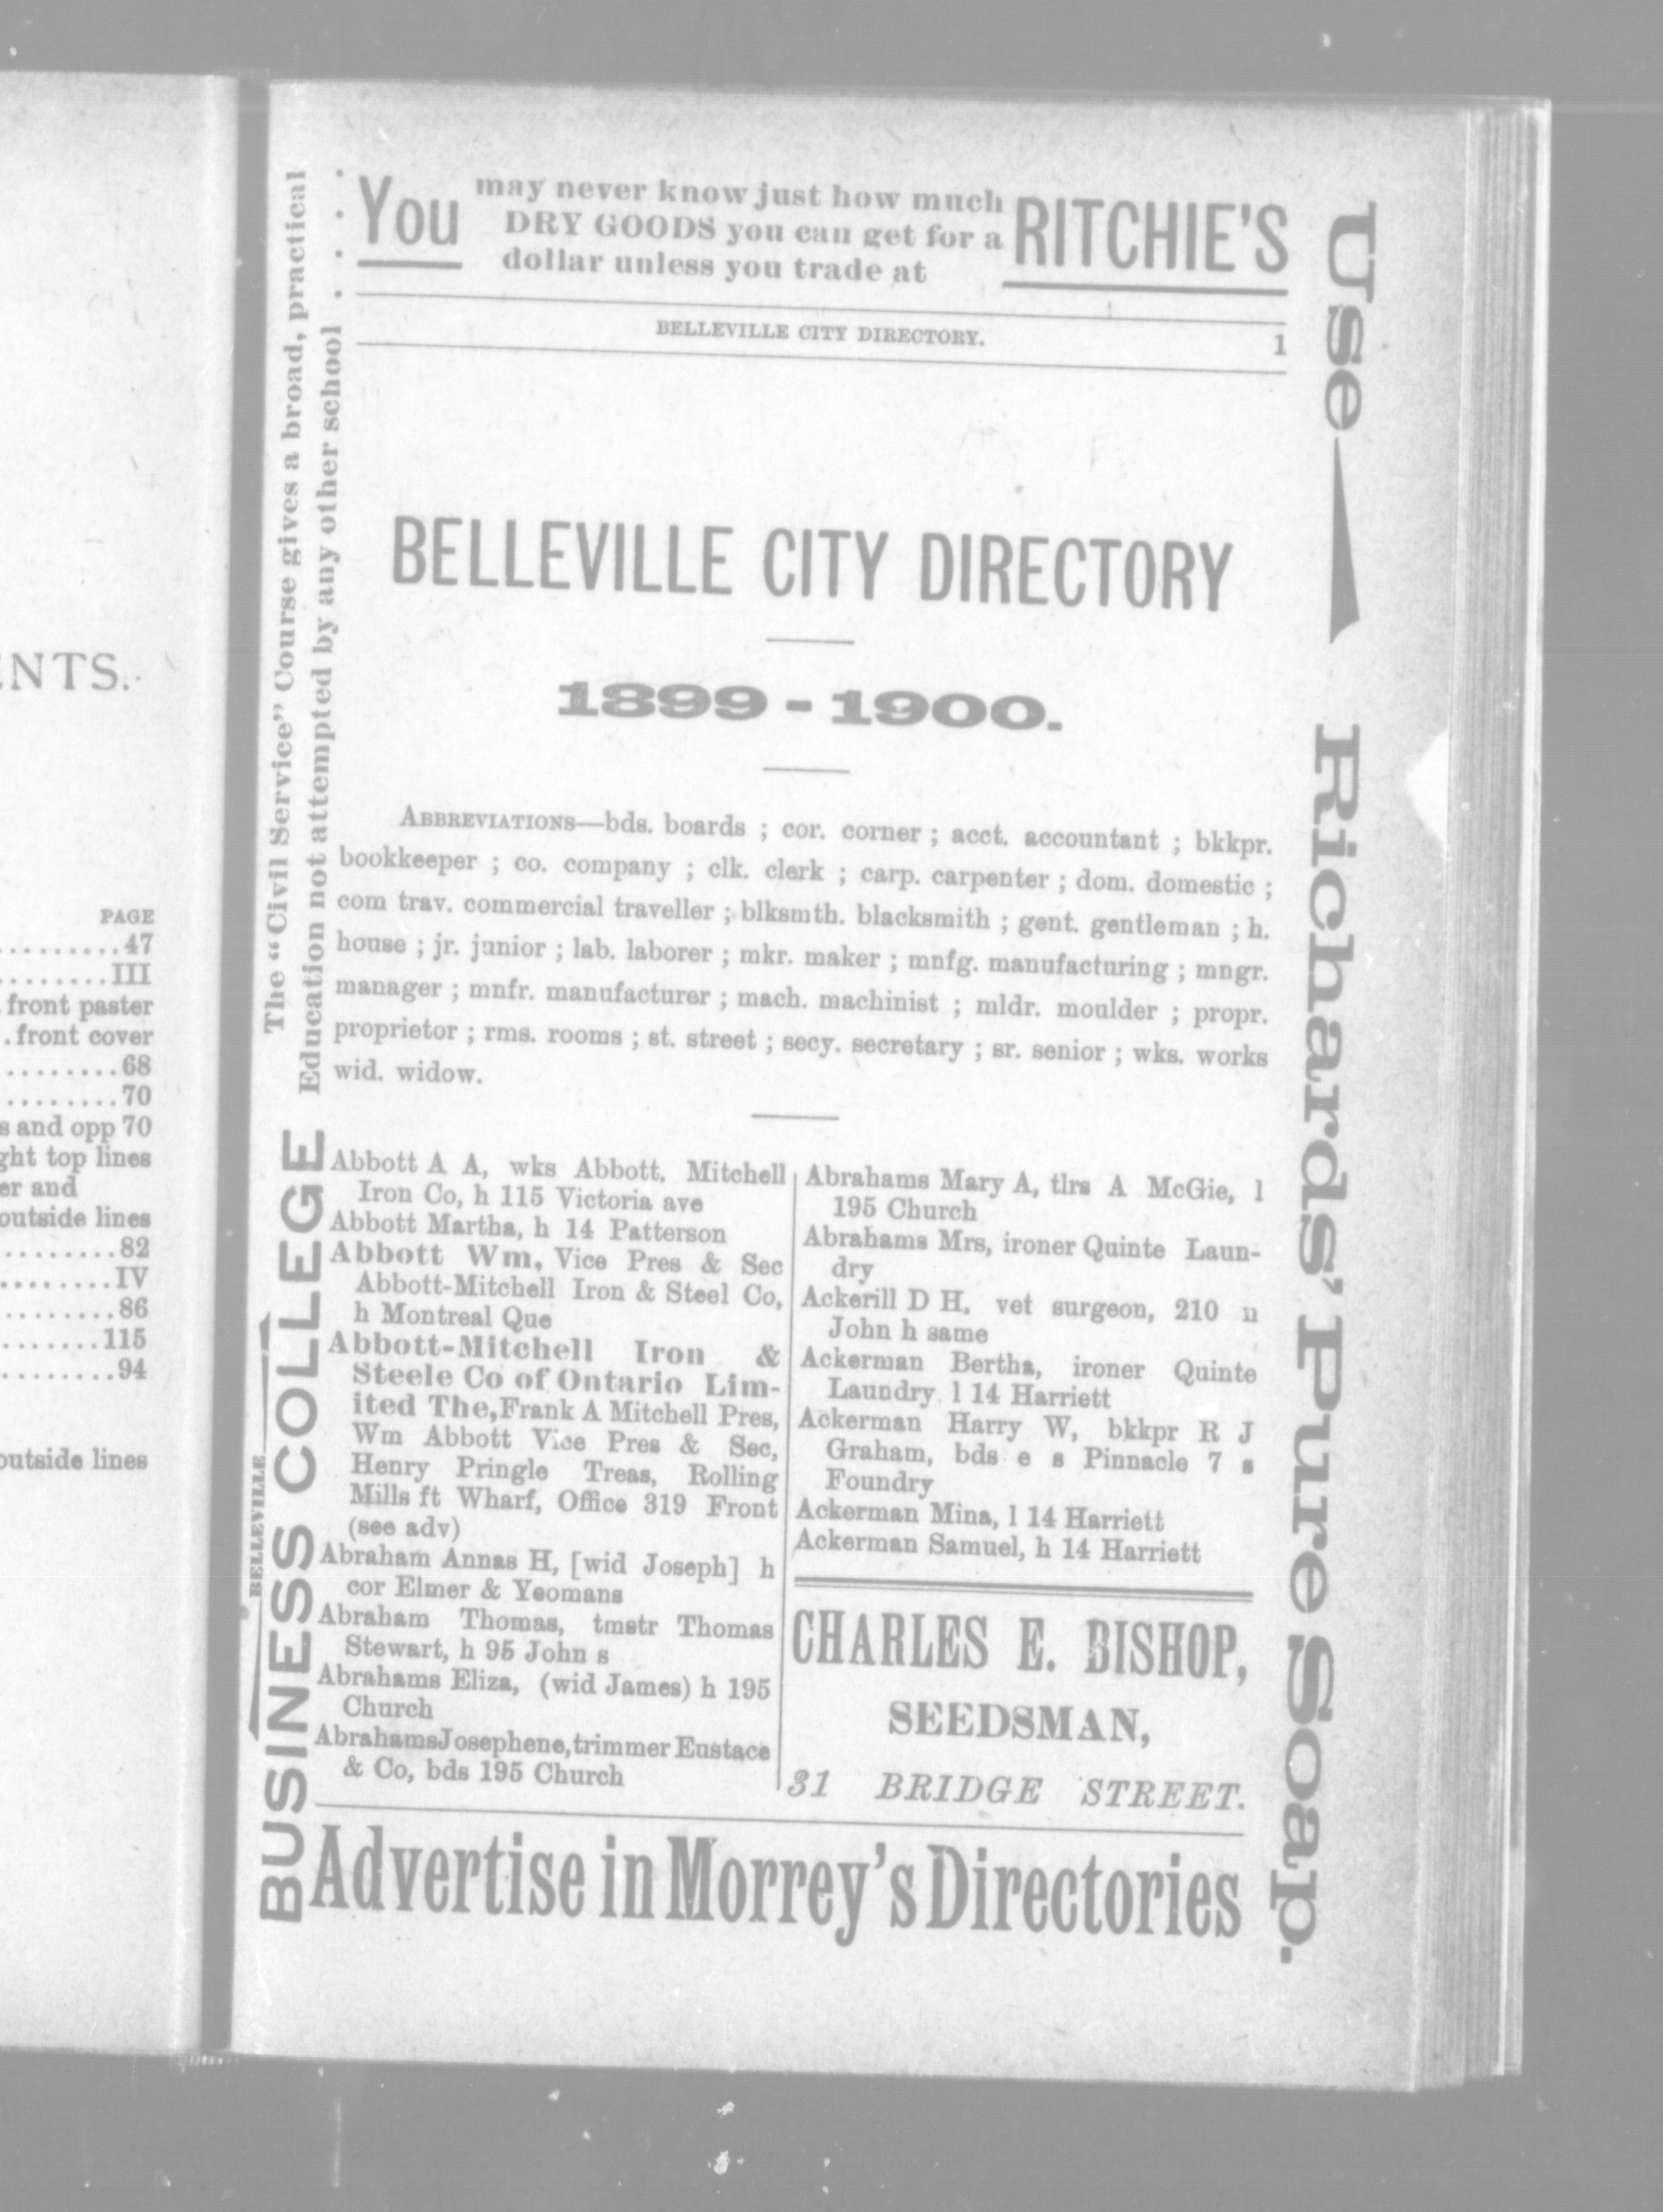 ENTS.
PAGE
.........47
........III
front paster
.front cover
........68
........70
s and opp 70
ght top lines
er and
outside lines
........82
........IV
........86
.......115
........94
outside lines
The "Civil Service" Course gives a broad, practical
Education not attempted by any other school . . . .
BELLEVILLE
BUSINESS COLLEGE
You may never know just how much
DRY GOODS you can get for a
dollar unless you trade at RITCHIE'S
BELLEVILLE CITY DIRECTORY. 1
BELLEVILLE CITY DIRECTORY
1899-1900.
ABBREVIATIONS—bds. boards ; cor. corner ; acct. accountant ; bkkpr.
bookkeeper ; co. company ; clk. clerk ; carp. carpenter ; dom. domestic ;
com trav. commercial traveller ; blksmth. blacksmith ; gent. gentleman ; h.
house ; jr. junior ; lab. laborer ; mkr. maker ; mnfg. manufacturing ; mngr.
manager ; mnfr. manufacturer ; mach. machinist ; mldr. moulder ; propr.
proprietor ; rms. rooms ; st. street ; secy. secretary ; sr. senior ; wks. works
wid. widow.
Abbott A A, wks Abbott, Mitchell
Iron Co, h 115 Victoria ave
Abbott Martha, h 14 Patterson
Abbott Wm, Vice Pres & Sec
Abbott-Mitchell Iron & Steel Co,
h Montreal Que
Abbott-Mitchell Iron &
Steele Co of Ontario Lim-
ited The, Frank A Mitchell Pres,
Wm Abbott Vice Pres & Sec,
Henry Pringle Treas, Rolling
Mills ft Wharf, Office 319 Front
(see adv)
Abraham Annas H, [wid Joseph] h
cor Elmer & Yeomans
Abraham Thomas, tmstr Thomas
Stewart, h 95 John s
Abrahams Eliza, (wid James) h 195
Church
Abrahams Josephene, trimmer Eustace
& Co, bds 195 Church
Abrahams Mary A, tlrs A McGie, l
195 Church
Abrahams Mrs, ironer Quinte Laun-
dry
Ackerill D H, vet surgeon, 210 n
John h same
Ackerman Bertha, ironer Quinte
Laundry, l 14 Harriett
Ackerman Harry W, bkkpr R J
Graham, bds e s Pinnacle 7 s
Foundry
Ackerman Mina, l 14 Harriett
Ackerman Samuel, h 14 Harriett
CHARLES E. BISHOP,
SEEDSMAN,
31 BRIDGE STREET.
Advertise in Morrey's Directories
Use Richards' Pure Soap.